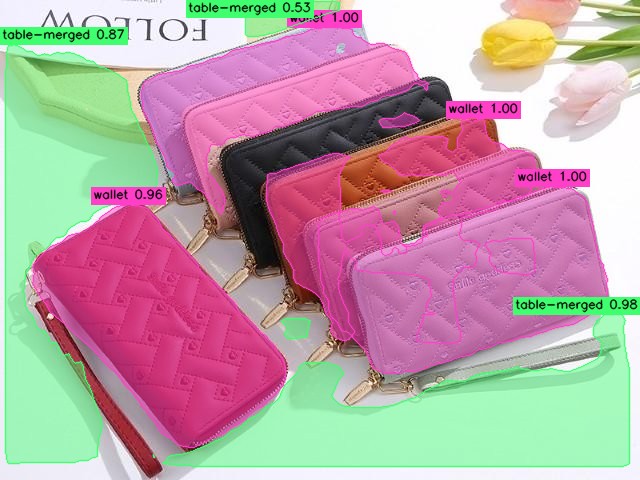 table-merged 0.53
wallet 1.00
table-merged 0.87
FOLLOW
wallet 1.00
wallet 1.00
wallet 0.96
table-merged 0.98